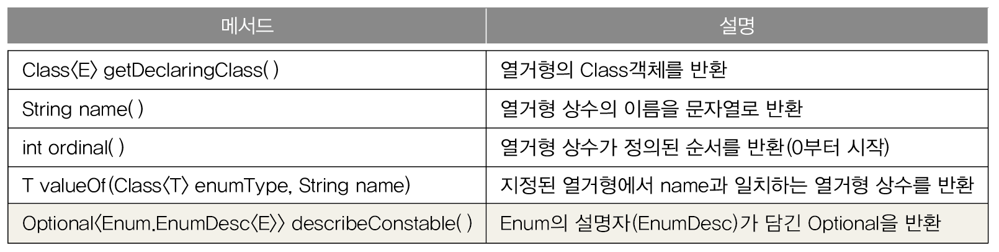 메서드 설명
Class〈E〉 getDeclaringClass( ) 열거형의 Class객체를 반환
String name( ) 열거형 상수의 이름을 문자열로 반환
int ordinal( ) 열거형 상수가 정의된 순서를 반환(0부터 시작)
T valueOf(Class〈T〉 enumType, String name) 지정된 열거형에서 name과 일치하는 열거형 상수를 반환
Optional〈Enum.EnumDesc〈E〉〉 describeConstable( ) Enum의 설명자(EnumDesc)가 담긴 Optional을 반환